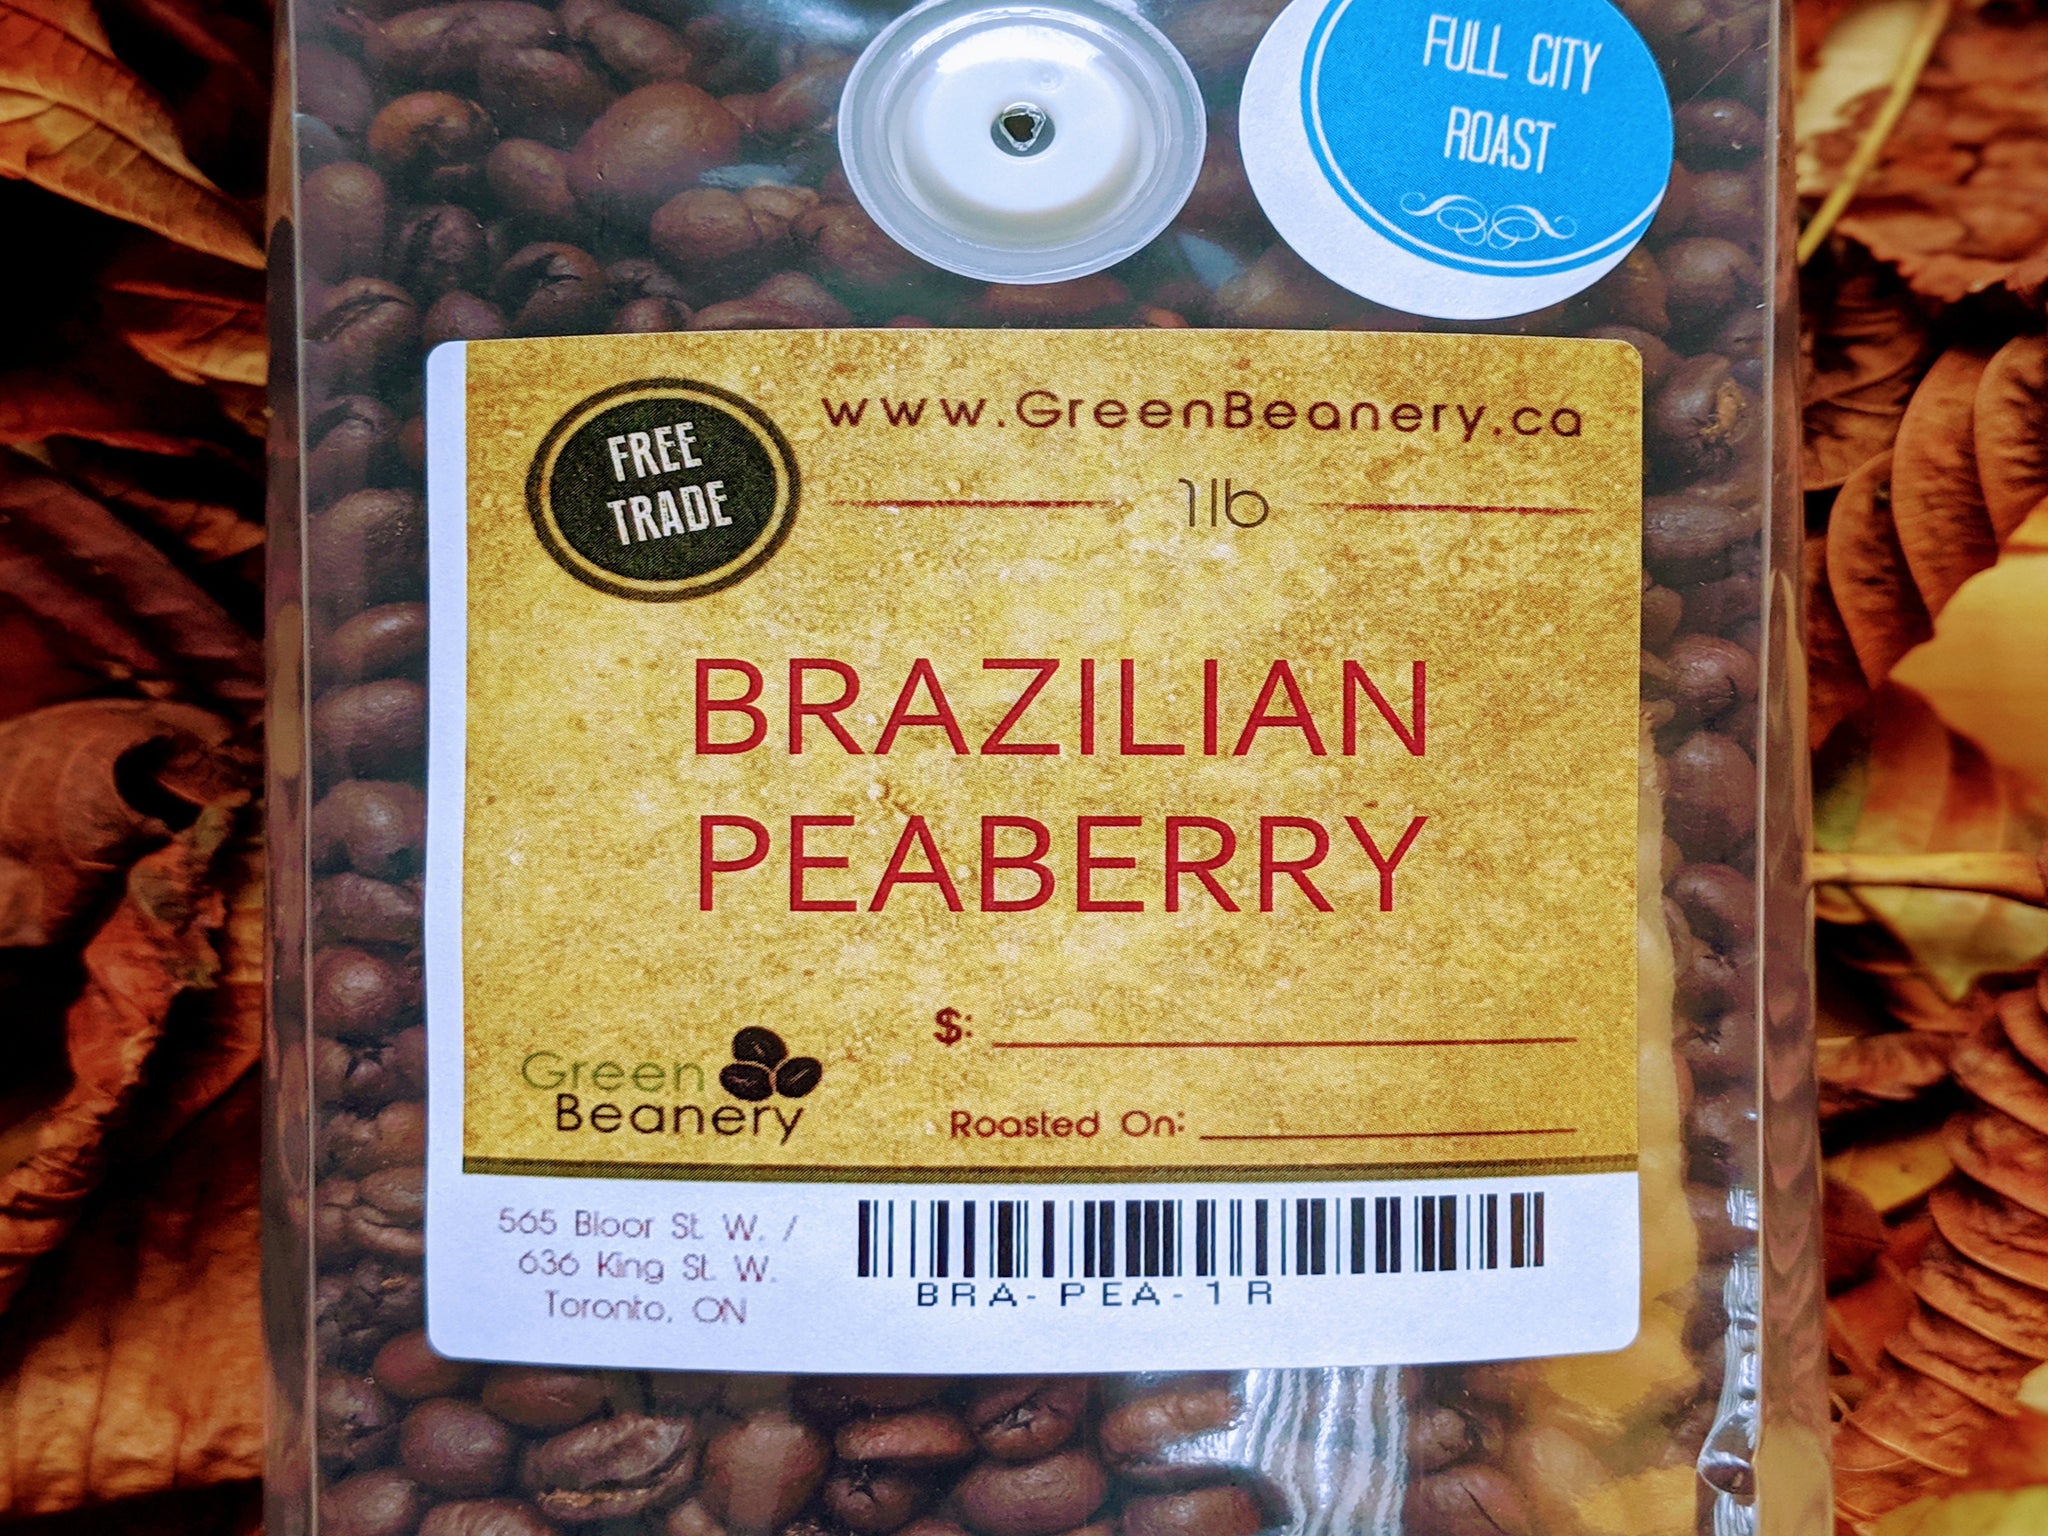 FULL CITY
ROAST
FREE
TRADE
www.GreenBeanery.ca
1lb
BRAZILIAN
PEABERRY
$:
Green
Beanery
Roasted On:
565 Bloor St. W. /
636 King St. W.
Toronto, ON
BRA-PEA-1R